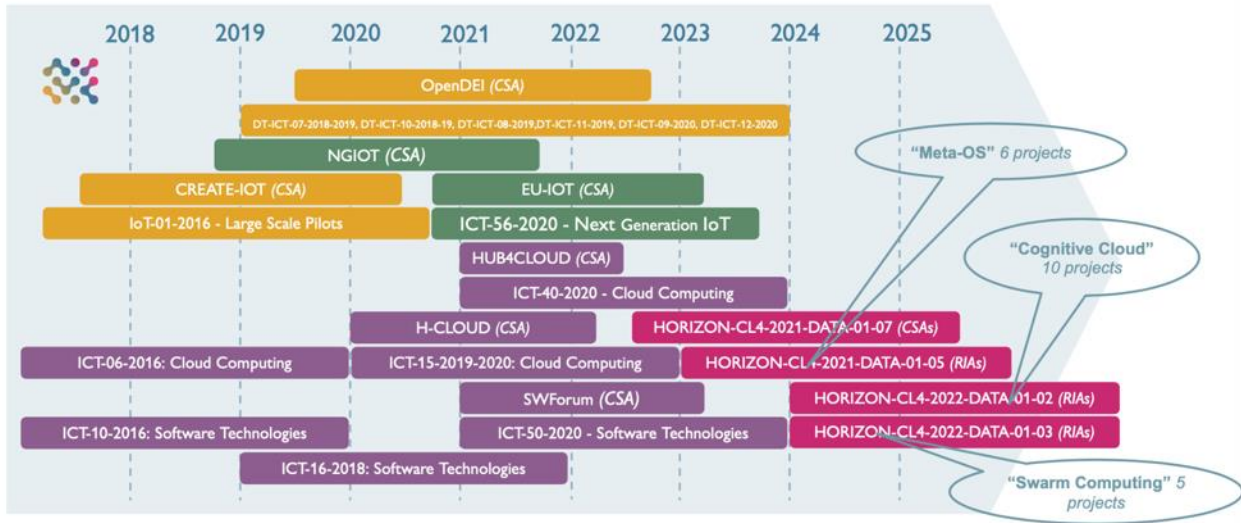 2018 2019 2020 2021 2022 2023 2024 2025
OpenDEI (CSA)
DT-ICT-07-2018-2019, DT-ICT-10-2018-19, DT-ICT-08-2019,DT-ICT-11-2019, DT-ICT-09-2020, DT-ICT-12-2020
"Meta-OS" 6 projects
NGIOT (CSA)
CREATE-IOT (CSA) EU-IOT (CSA)
IoT-01-2016 - Large Scale Pilots ICT-56-2020 - Next Generation IoT
HUB4CLOUD (CSA)
"Cognitive Cloud"
10 projects
ICT-40-2020 - Cloud Computing
H-CLOUD (CSA) HORIZON-CL4-2021-DATA-01-07 (CSAs)
ICT-06-2016: Cloud Computing ICT-15-2019-2020: Cloud Computing HORIZON-CL4-2021-DATA-01-05 (RIAs)
SWForum (CSA) HORIZON-CL4-2022-DATA-01-02 (RIAs)
ICT-10-2016: Software Technologies ICT-50-2020 - Software Technologies HORIZON-CL4-2022-DATA-01-03 (RIAs)
ICT-16-2018: Software Technologies
"Swarm Computing" 5
projects